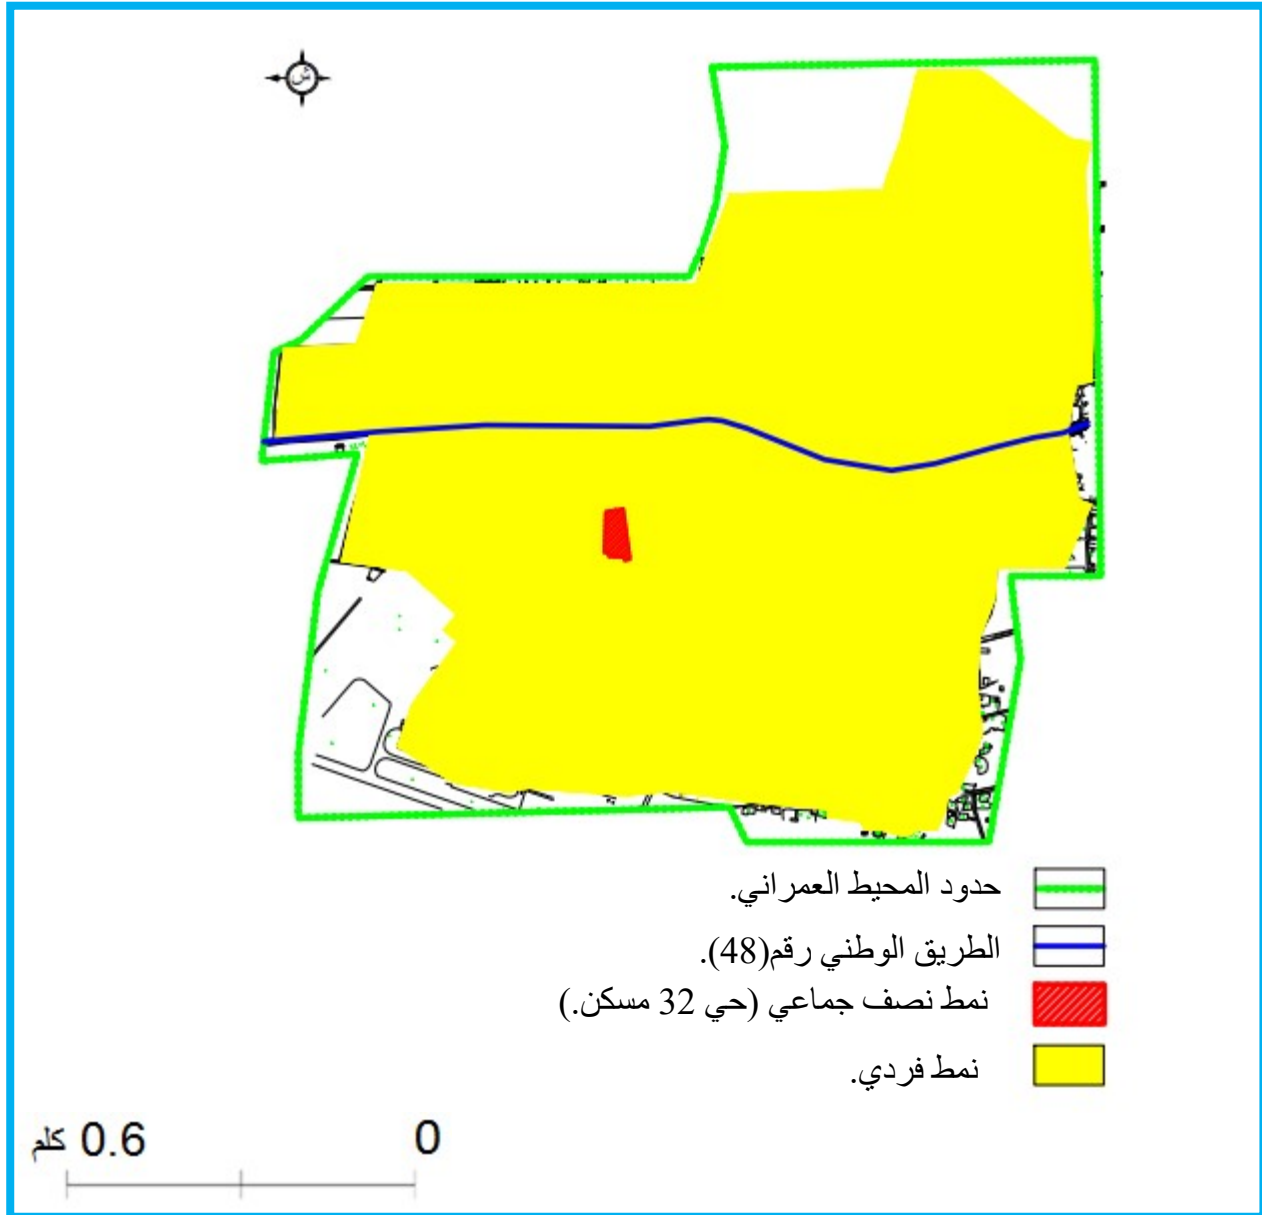 ش
حدود المحيط العمراني.
الطريق الوطني رقم(48).
نمط نصف جماعي (حي 32 مسكن.)
نمط فردي.
0 0.6 كلم